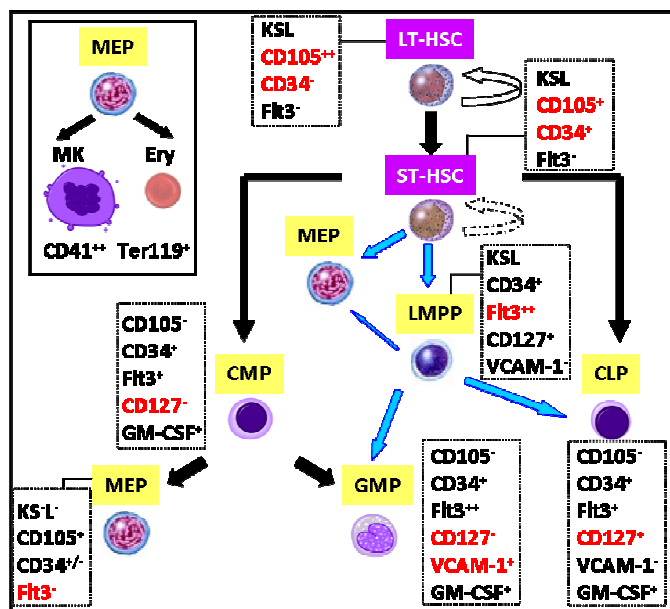 MEP
MK Ery
CD41⁺⁺ Ter119⁺
KSL
CD105⁺⁺
CD34⁻
Flt3⁻
LT-HSC
KSL
CD105⁺
CD34⁺
Flt3⁻
ST-HSC
MEP
LMPP
KSL
CD34⁺
Flt3⁺⁺
CD127⁺
VCAM-1⁻
CD105⁻
CD34⁺
Flt3⁺
CD127⁻
GM-CSF⁺
CMP
CLP
MEP
KS⁻L⁻
CD105⁺
CD34⁺/⁻
Flt3⁻
GMP
CD105⁻
CD34⁺
Flt3⁺⁺
CD127⁻
VCAM-1⁺
GM-CSF⁺
CD105⁻
CD34⁺
Flt3⁺
CD127⁺
VCAM-1⁻
GM-CSF⁺